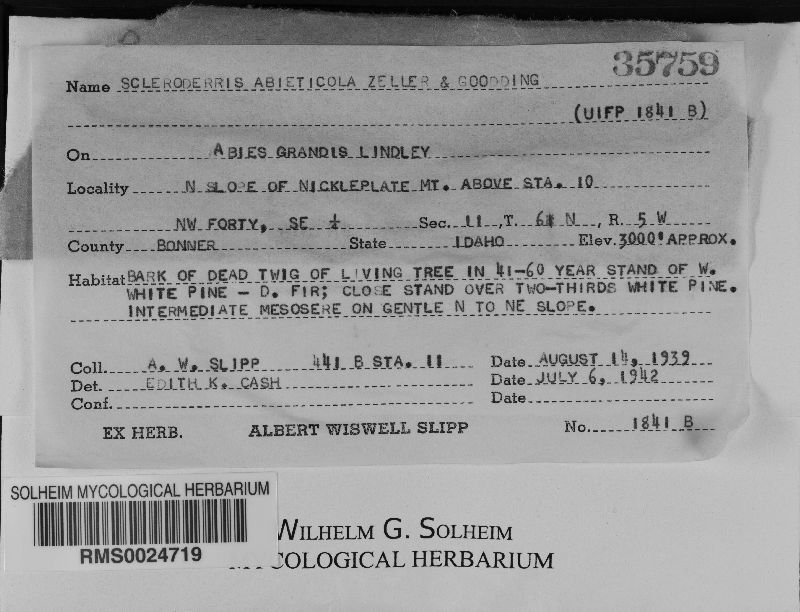 35759
Name SCLERODERRIS ABIETICOLA ZELLER & GOODDING
(UIFP 1841 B)
On ABIES GRANDIS LINDLEY
Locality N SLOPE OF NICKLEPLATE MT. ABOVE STA. 10
NW FORTY, SE ¼ Sec. 11, T. 61 N, R. 5 W
County BONNER State IDAHO Elev. 3000' APPROX.
Habitat BARK OF DEAD TWIG OF LIVING TREE IN 41-60 YEAR STAND OF W.
WHITE PINE - D. FIR; CLOSE STAND OVER TWO-THIRDS WHITE PINE.
INTERMEDIATE MESOSERE ON GENTLE N TO NE SLOPE.
Coll. A. W. SLIPP 441 B STA. 11 Date AUGUST 14, 1939
Det. EDITH K. CASH Date JULY 6, 1942
Conf. Date
EX HERB. ALBERT WISWELL SLIPP No. 1841 B
SOLHEIM MYCOLOGICAL HERBARIUM
RMS0024719
WILHELM G. SOLHEIM
MYCOLOGICAL HERBARIUM